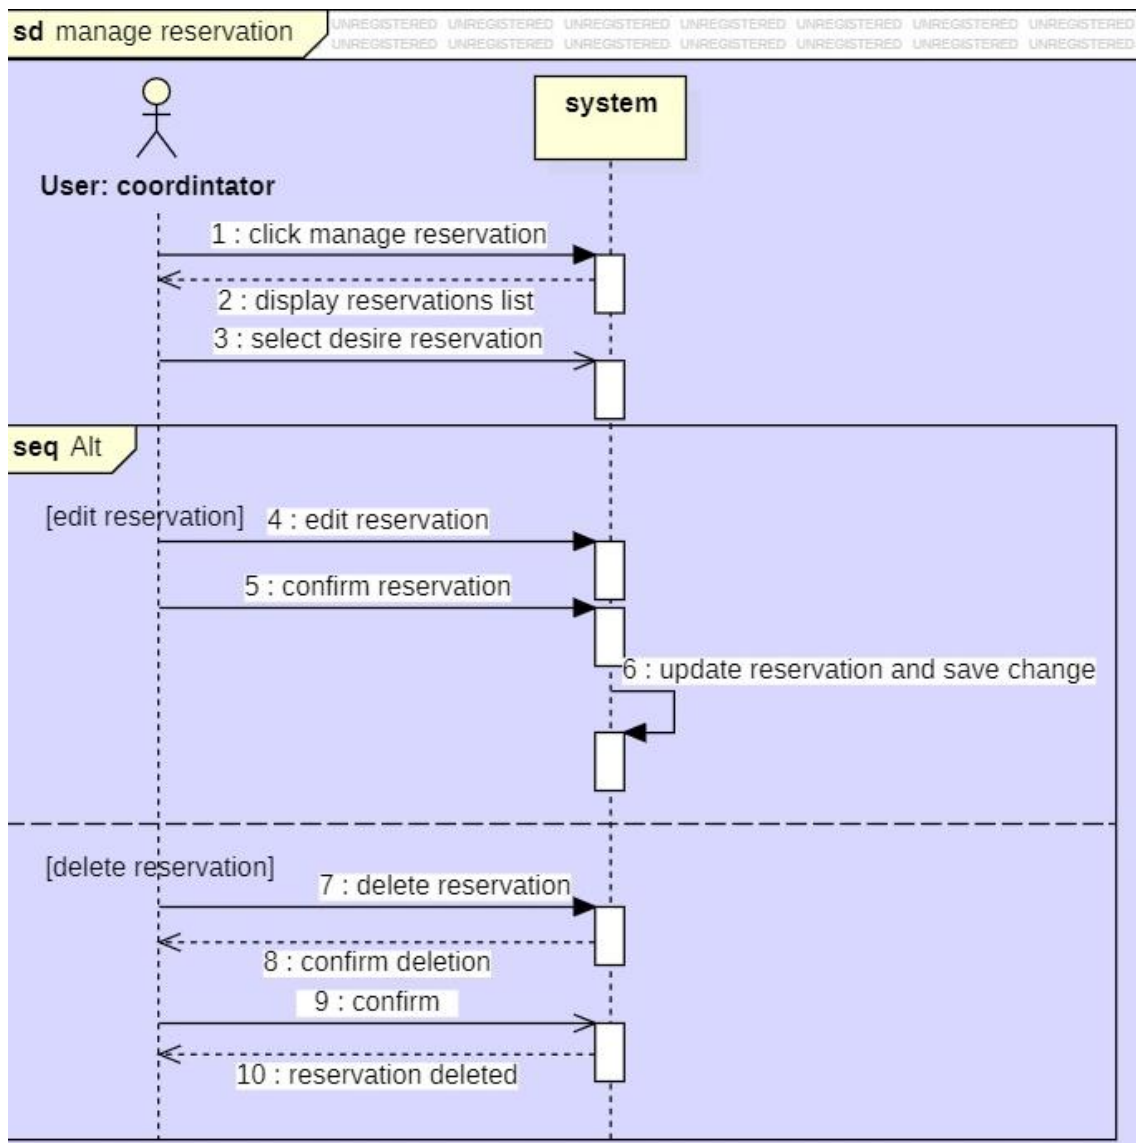 sd manage reservation
UNREGISTERED UNREGISTERED UNREGISTERED UNREGISTERED UNREGISTERED UNREGISTERED UNREGISTERED
UNREGISTERED UNREGISTERED UNREGISTERED UNREGISTERED UNREGISTERED UNREGISTERED UNREGISTERED
system
User: coordintator
1 : click manage reservation
2 : display reservations list
3 : select desire reservation
seq Alt
[edit reservation]
4 : edit reservation
5 : confirm reservation
6 : update reservation and save change
[delete reservation]
7 : delete reservation
8 : confirm deletion
9 : confirm
10 : reservation deleted